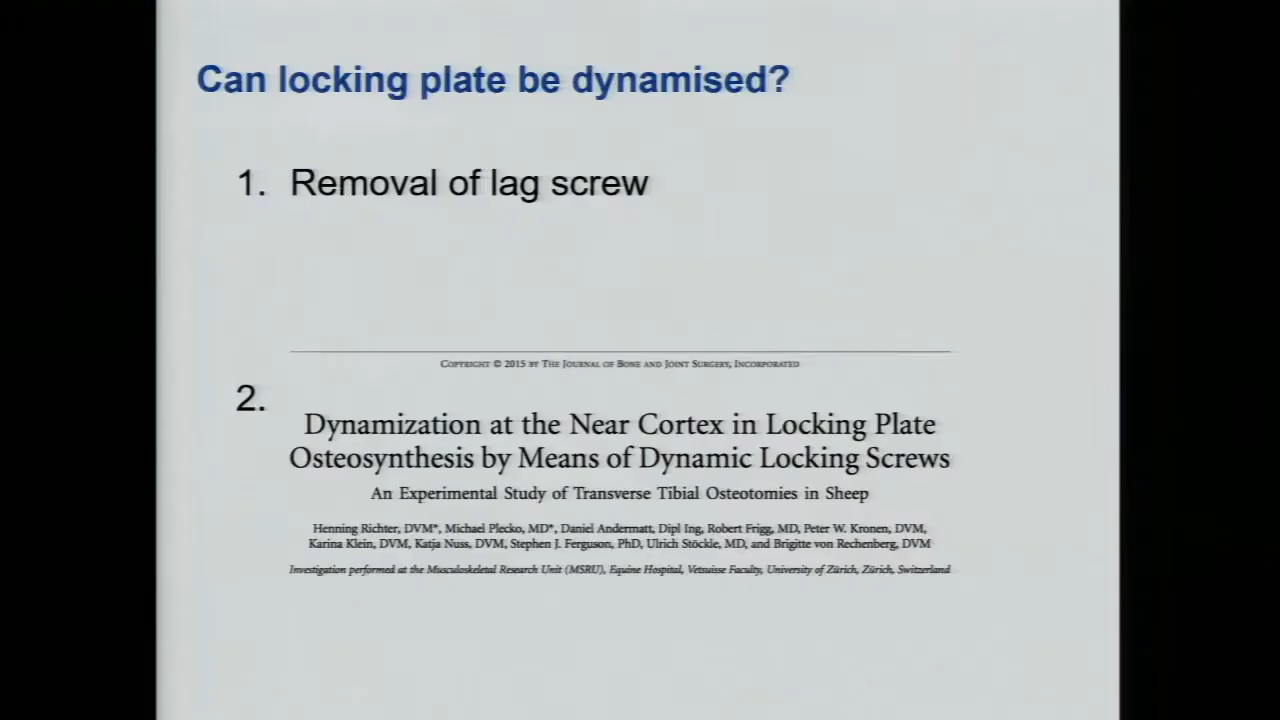 Can locking plate be dynamised?
1. Removal of lag screw
COPYRIGHT © 2015 BY THE JOURNAL OF BONE AND JOINT SURGERY, INCORPORATED
2.
Dynamization at the Near Cortex in Locking Plate
Osteosynthesis by Means of Dynamic Locking Screws
An Experimental Study of Transverse Tibial Osteotomies in Sheep
Henning Richter, DVM*, Michael Plecko, MD*, Daniel Andermatt, Dipl Ing, Robert Frigg, MD, Peter W. Kronen, DVM,
Karina Klein, DVM, Katja Nuss, DVM, Stephen J. Ferguson, PhD, Ulrich Stöckle, MD, and Brigitte von Rechenberg, DVM
Investigation performed at the Musculoskeletal Research Unit (MSRU), Equine Hospital, Vetsuisse Faculty, University of Zürich, Zürich, Switzerland